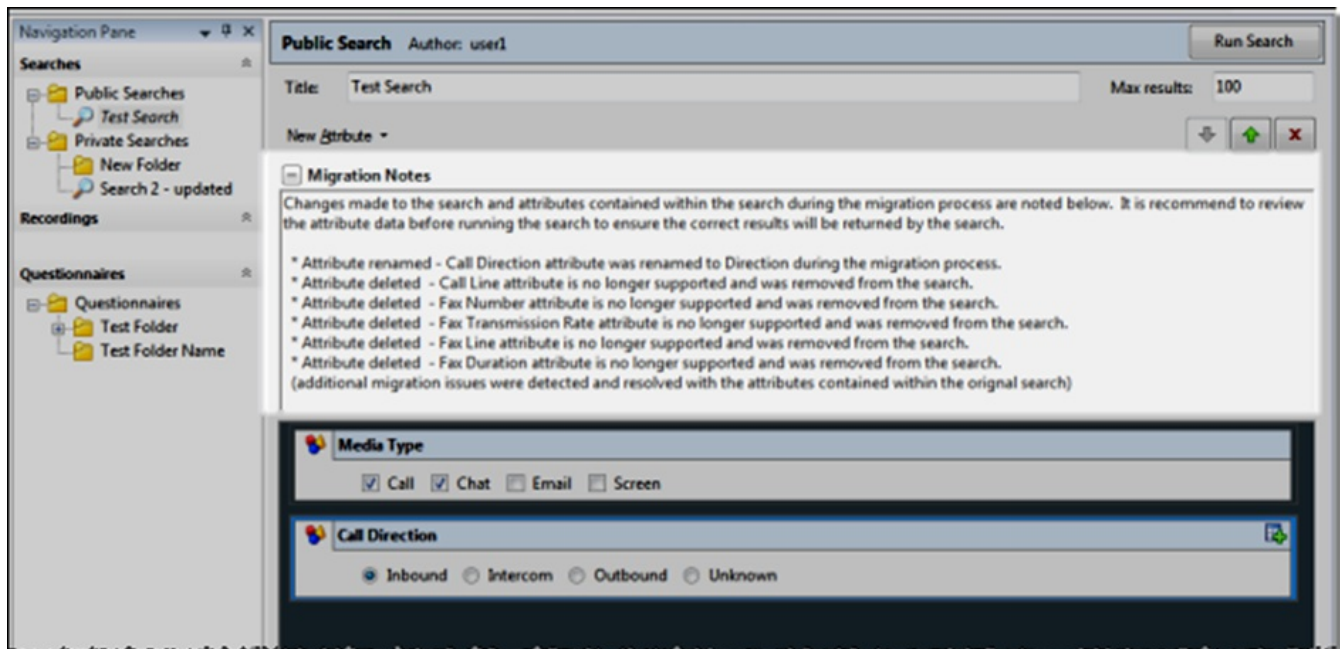 Navigation Pane
Searches
Public Searches
Test Search
Private Searches
New Folder
Search 2 - updated
Recordings
Questionnaires
Questionnaires
Test Folder
Test Folder Name
Public Search Author: user1
Run Search
Title: Test Search
Max results: 100
New Attribute
Migration Notes
Changes made to the search and attributes contained within the search during the migration process are noted below. It is recommend to review
the attribute data before running the search to ensure the correct results will be returned by the search.
* Attribute renamed - Call Direction attribute was renamed to Direction during the migration process.
* Attribute deleted - Call Line attribute is no longer supported and was removed from the search.
* Attribute deleted - Fax Number attribute is no longer supported and was removed from the search.
* Attribute deleted - Fax Transmission Rate attribute is no longer supported and was removed from the search.
* Attribute deleted - Fax Line attribute is no longer supported and was removed from the search.
* Attribute deleted - Fax Duration attribute is no longer supported and was removed from the search.
(additional migration issues were detected and resolved with the attributes contained within the orignal search)
Media Type
Call Chat Email Screen
Call Direction
Inbound Intercom Outbound Unknown